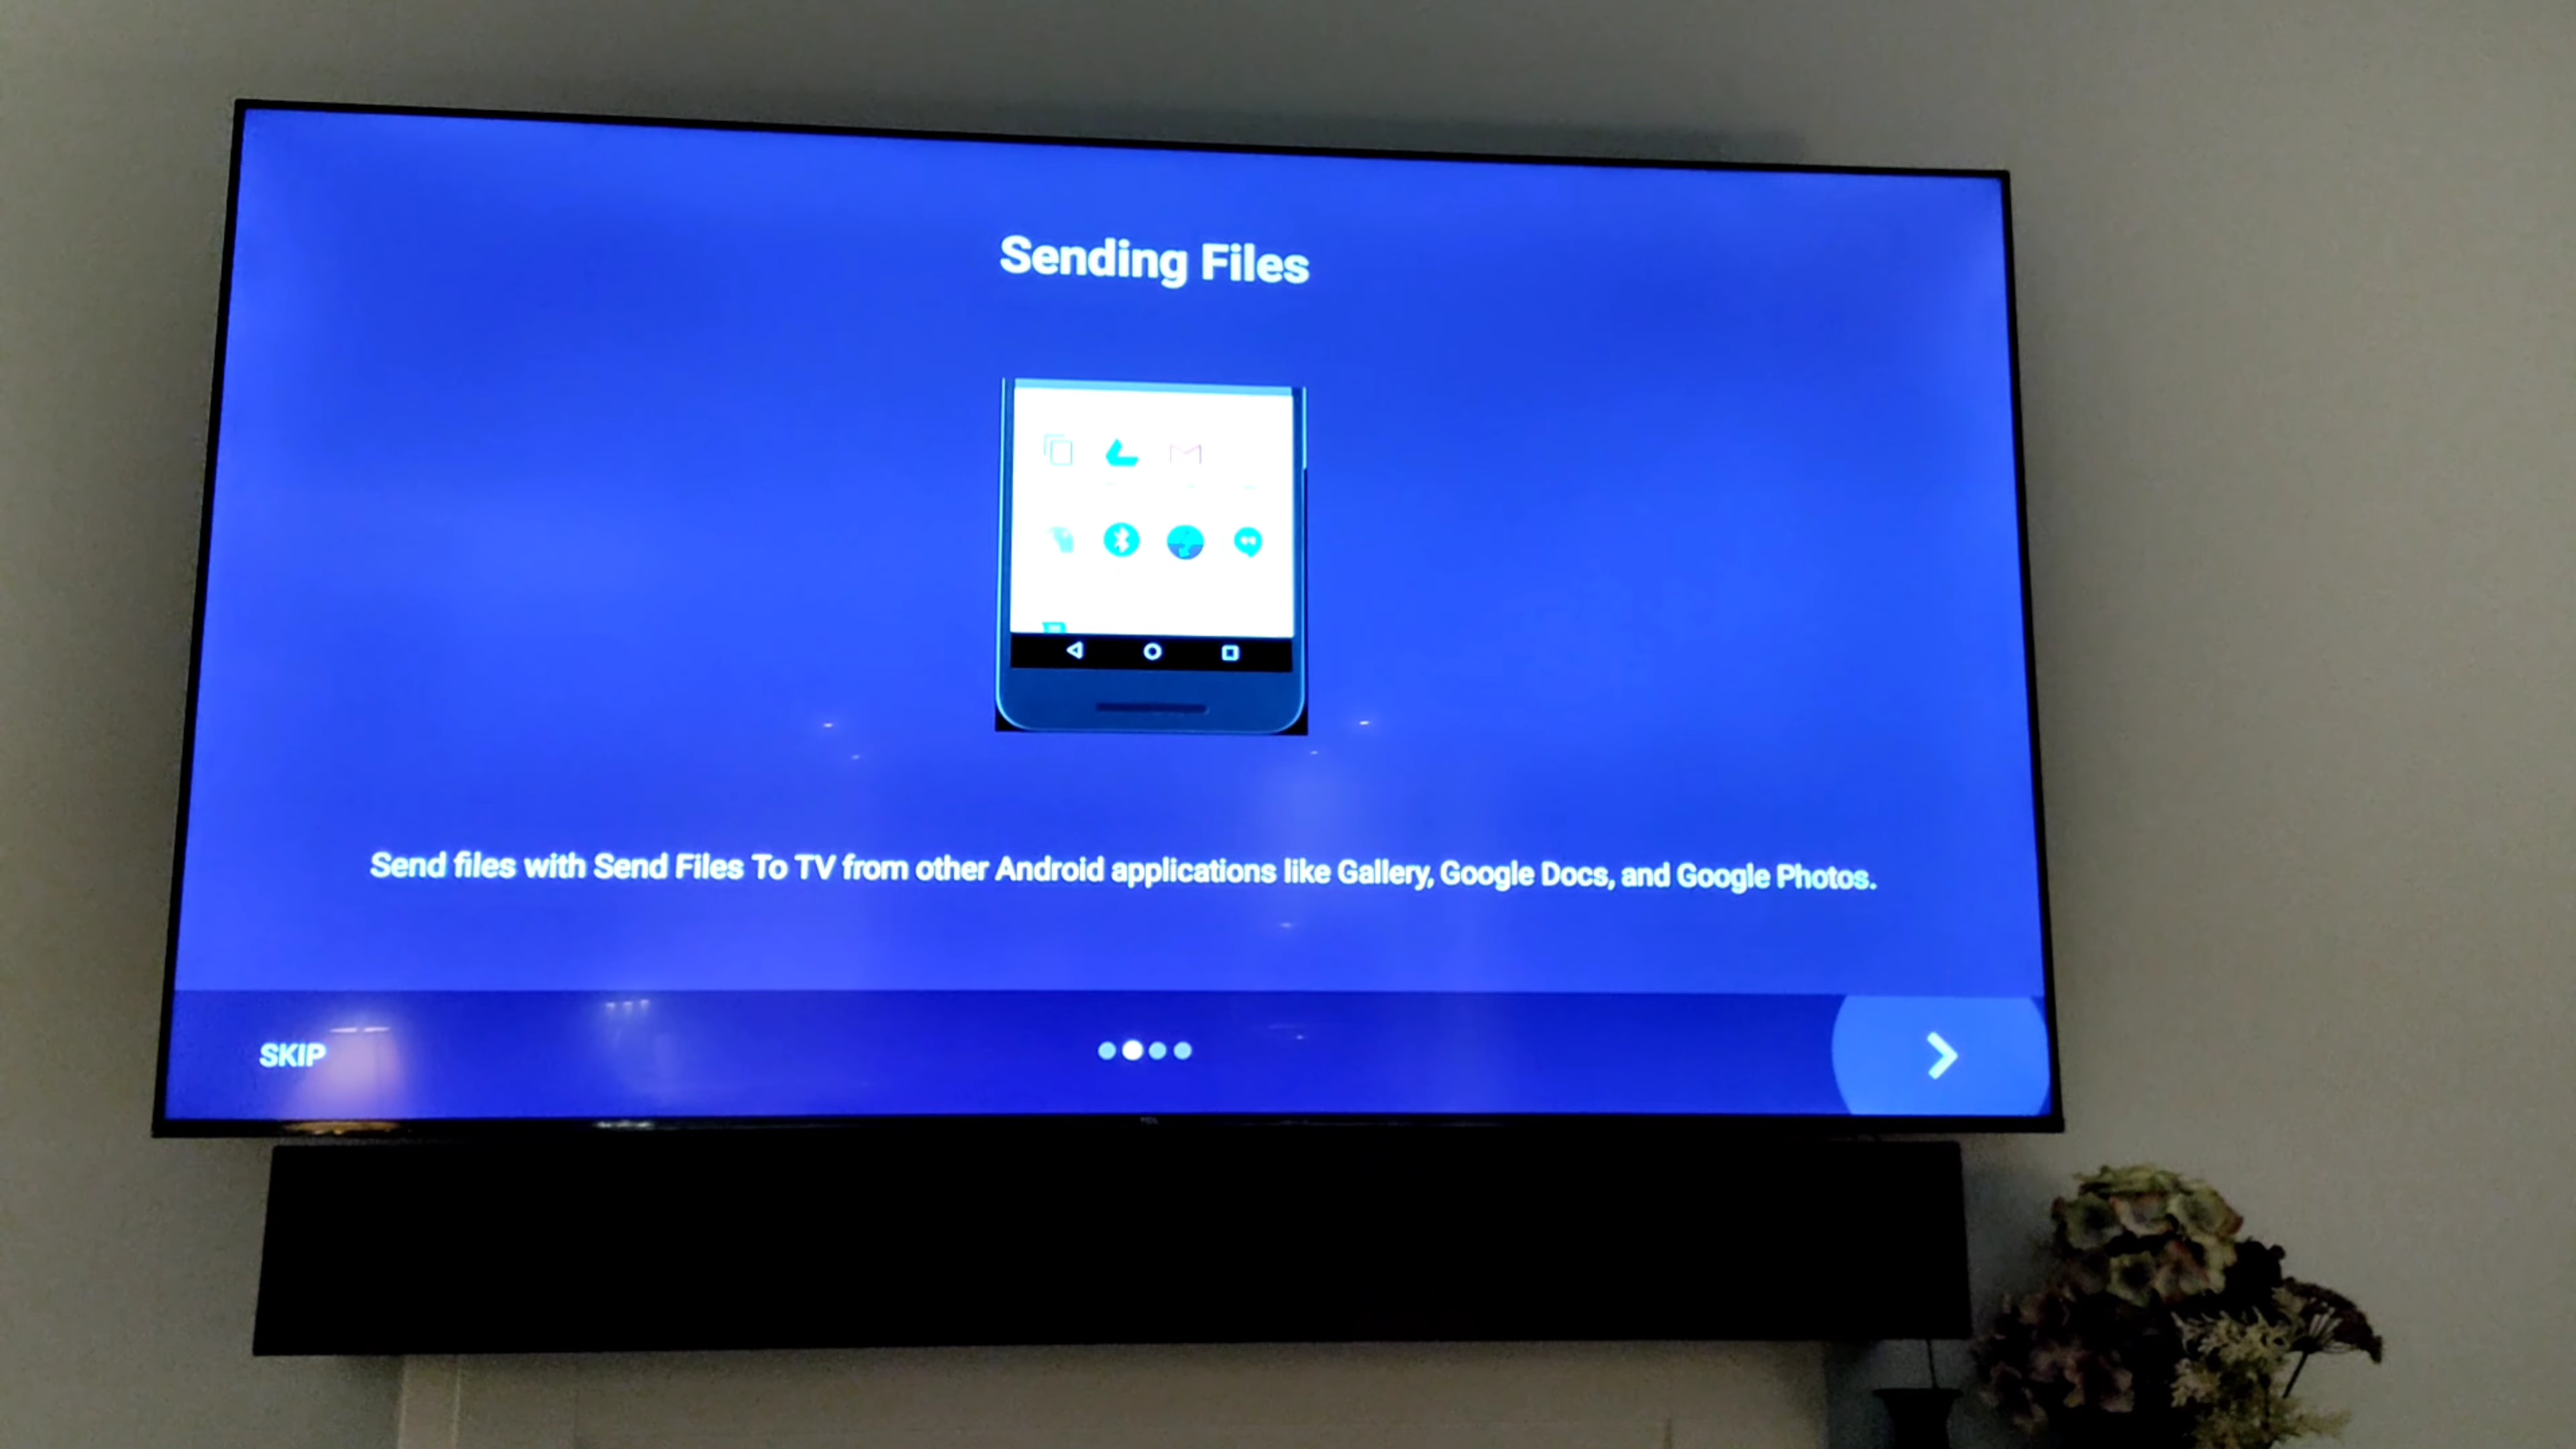 Sending Files
Send files with Send Files To TV from other Android applications like Gallery, Google Docs, and Google Photos.
SKIP
TCL